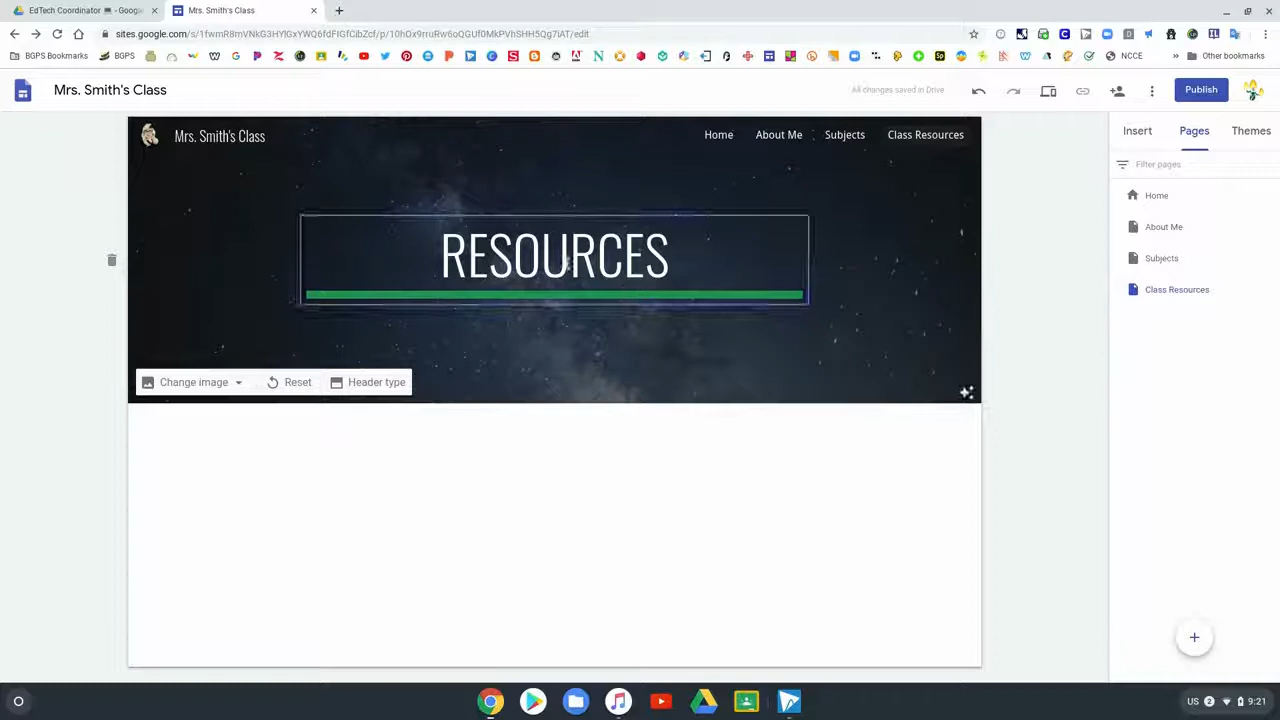 EdTech Coordinator 💻 - Goog
Mrs. Smith's Class
sites.google.com/s/1fwmR8mVNkG3HYlGxYWQ6fdFIGfCibZcf/p/10hOx9rruRw6oQGUf0MkPVhSHH5Qg7iAT/edit
BGPS Bookmarks
BGPS
NCCE
Other bookmarks
Mrs. Smith's Class
All changes saved in Drive
Publish
Mrs. Smith's Class
Home
About Me
Subjects
Class Resources
Insert
Pages
Themes
Filter pages
Home
About Me
Subjects
Class Resources
RESOURCES
Change image
Reset
Header type
US
2
9:21